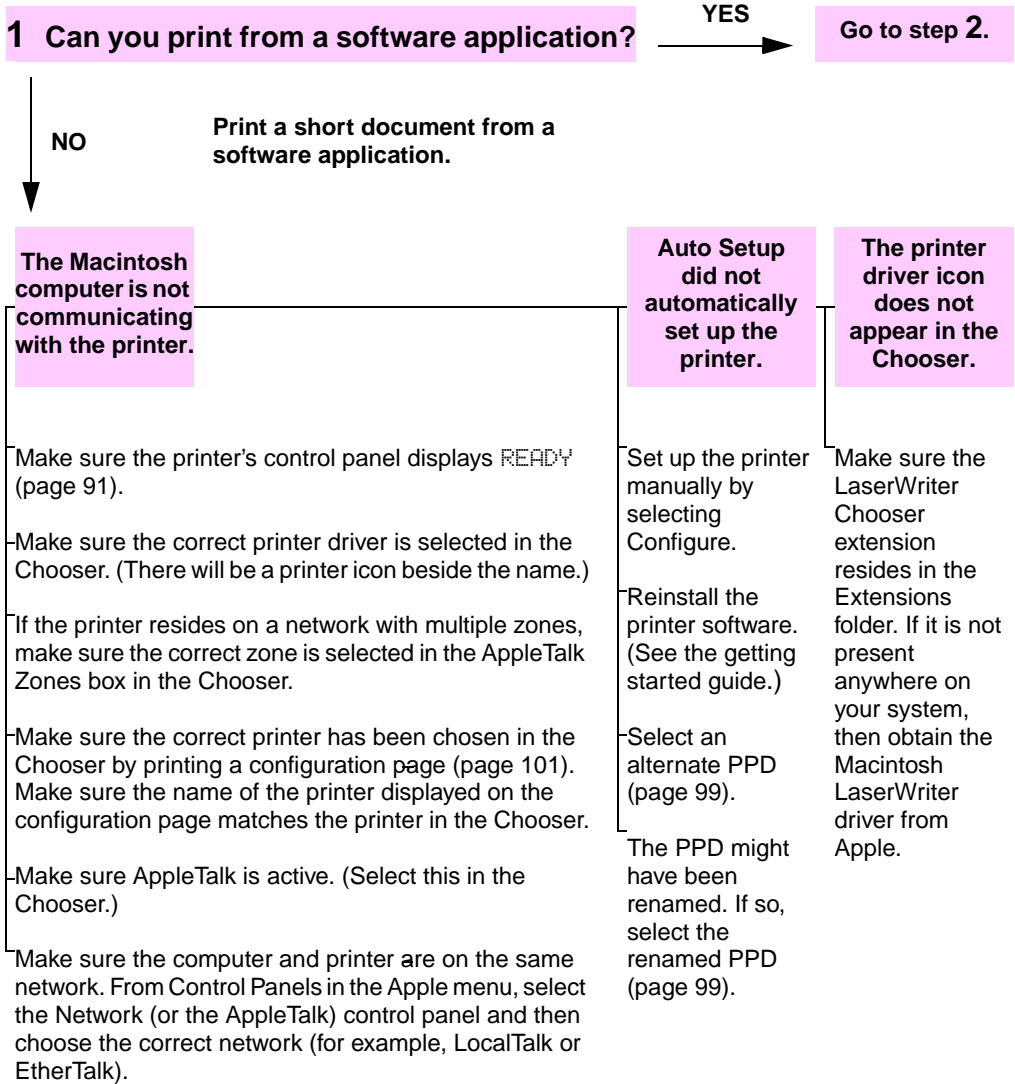 1 Can you print from a software application?
YES
Go to step 2.
NO
Print a short document from a
software application.
The Macintosh
computer is not
communicating
with the printer.
Make sure the printer’s control panel displays READY
(page 91).
Make sure the correct printer driver is selected in the
Chooser. (There will be a printer icon beside the name.)
If the printer resides on a network with multiple zones,
make sure the correct zone is selected in the AppleTalk
Zones box in the Chooser.
Make sure the correct printer has been chosen in the
Chooser by printing a configuration page (page 101).
Make sure the name of the printer displayed on the
configuration page matches the printer in the Chooser.
Make sure AppleTalk is active. (Select this in the
Chooser.)
Make sure the computer and printer are on the same
network. From Control Panels in the Apple menu, select
the Network (or the AppleTalk) control panel and then
choose the correct network (for example, LocalTalk or
EtherTalk).
Auto Setup
did not
automatically
set up the
printer.
Set up the printer
manually by
selecting
Configure.
Reinstall the
printer software.
(See the getting
started guide.)
Select an
alternate PPD
(page 99).
The PPD might
have been
renamed. If so,
select the
renamed PPD
(page 99).
The printer
driver icon
does not
appear in the
Chooser.
Make sure the
LaserWriter
Chooser
extension
resides in the
Extensions
folder. If it is not
present
anywhere on
your system,
then obtain the
Macintosh
LaserWriter
driver from
Apple.